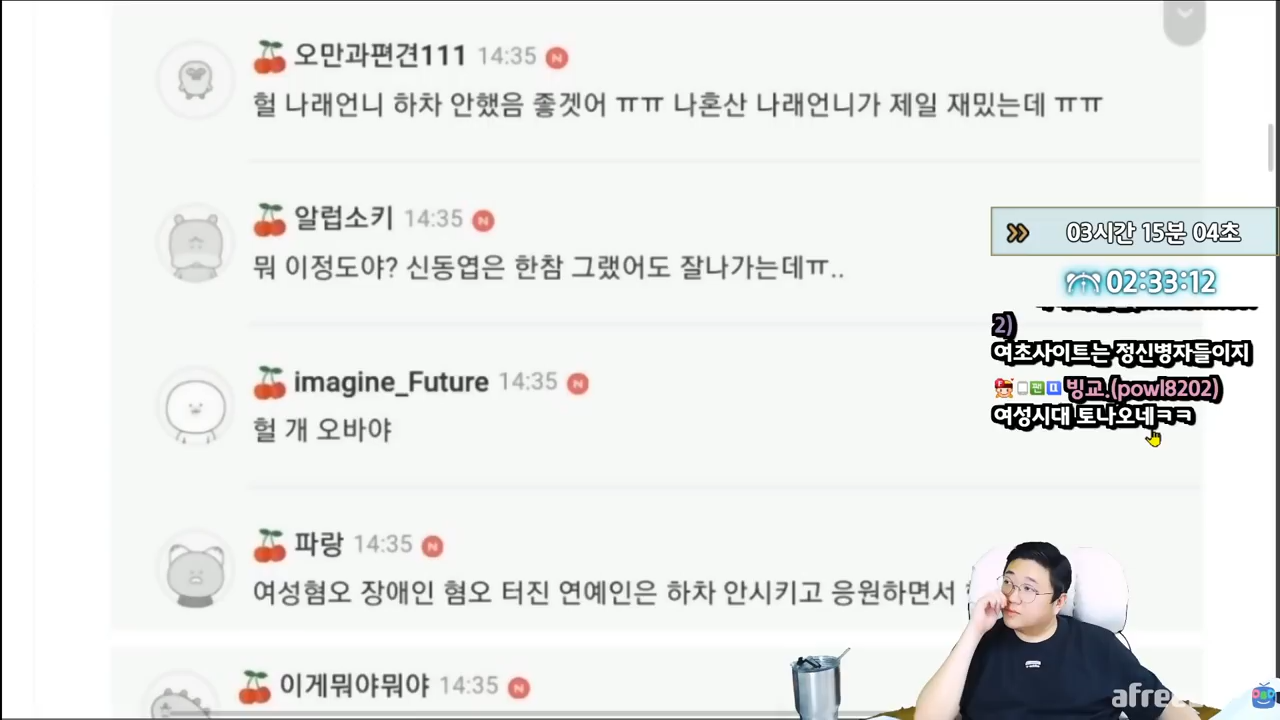 오만과편견111 14:35 N
헐 나래언니 하차 안했음 좋겟어 ㅠㅠ 나혼산 나래언니가 제일 재밌는데 ㅠㅠ
알럽소키 14:35 N
뭐 이정도야? 신동엽은 한참 그랬어도 잘나가는데ㅠ..
imagine_Future 14:35 N
헐 개 오바야
파랑 14:35 N
여성혐오 장애인 혐오 터진 연예인은 하차 안시키고 응원하면서
이게뭐야뭐야 14:35 N
03시간 15분 04초
02:33:12
2)
여초사이트는 정신병자들이지
팬 빙교.(powl8202)
여성시대 토나오네ㅋㅋ
afree